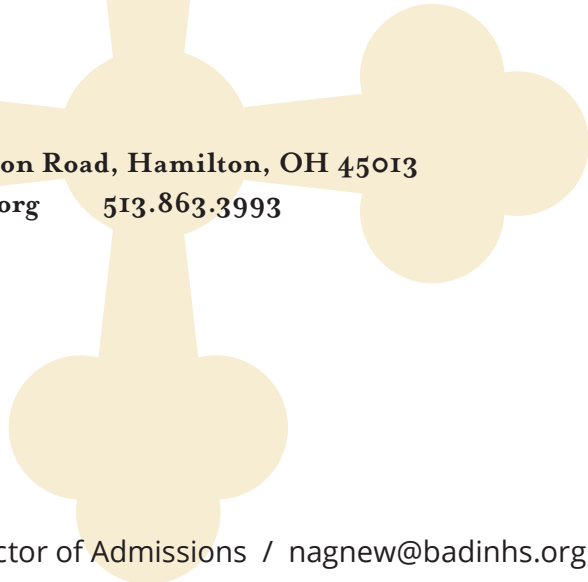 on Road, Hamilton, OH 45013
org 513.863.3993
ctor of Admissions / nagnew@badinhs.org